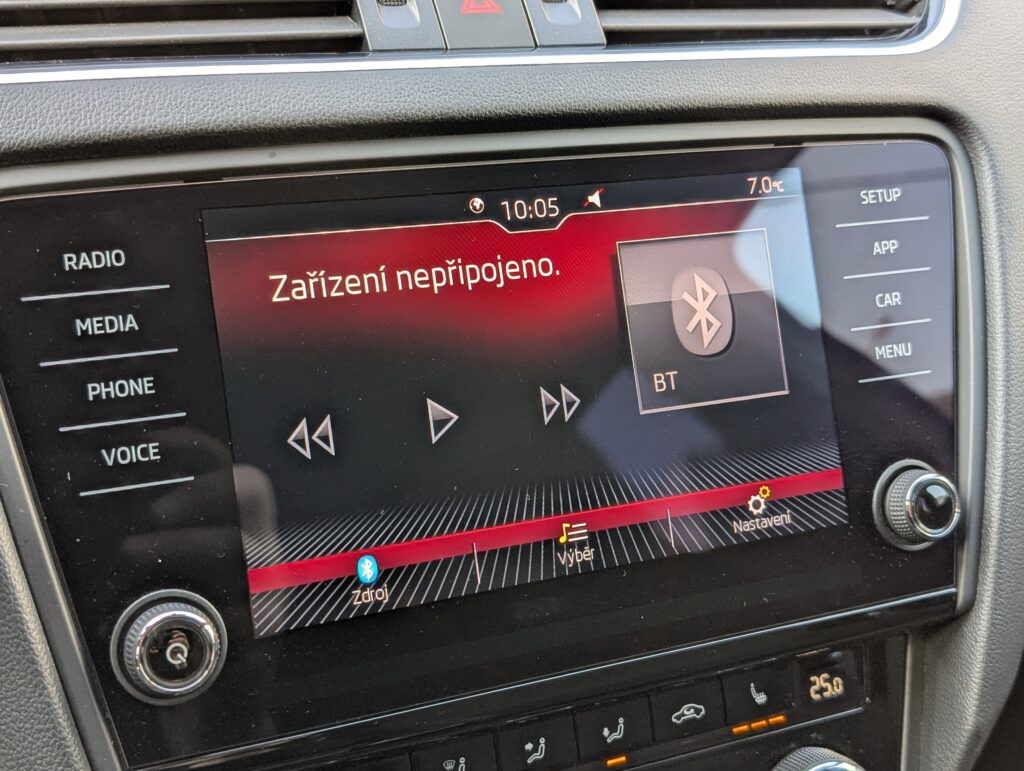 10:05
7.0°C
RADIO
MEDIA
PHONE
VOICE
Zařízení nepřipojeno.
BT
Zdroj
Výběr
Nastavení
SETUP
APP
CAR
MENU
25.0